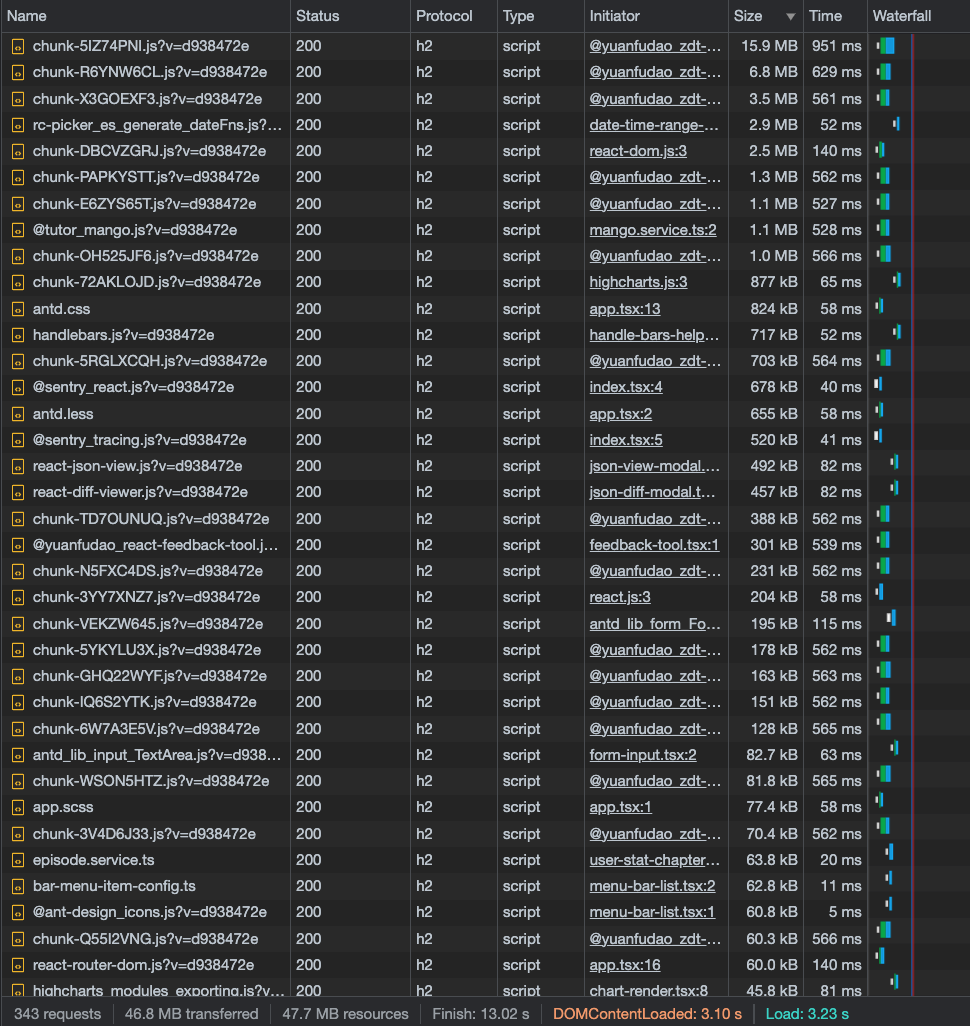 Name Status Protocol Type Initiator Size Time Waterfall
chunk-5IZ74PNI.js?v=d938472e 200 h2 script @yuanfudao_zdt-... 15.9 MB 951 ms
chunk-R6YNW6CL.js?v=d938472e 200 h2 script @yuanfudao_zdt-... 6.8 MB 629 ms
chunk-X3GOEXF3.js?v=d938472e 200 h2 script @yuanfudao_zdt-... 3.5 MB 561 ms
rc-picker_es_generate_dateFns.js?... 200 h2 script date-time-range-... 2.9 MB 52 ms
chunk-DBCVZGRJ.js?v=d938472e 200 h2 script react-dom.js:3 2.5 MB 140 ms
chunk-PAPKYSTT.js?v=d938472e 200 h2 script @yuanfudao_zdt-... 1.3 MB 562 ms
chunk-E6ZYS65T.js?v=d938472e 200 h2 script @yuanfudao_zdt-... 1.1 MB 527 ms
@tutor_mango.js?v=d938472e 200 h2 script mango.service.ts:2 1.1 MB 528 ms
chunk-OH525JF6.js?v=d938472e 200 h2 script @yuanfudao_zdt-... 1.0 MB 566 ms
chunk-72AKLOJD.js?v=d938472e 200 h2 script highcharts.js:3 877 kB 65 ms
antd.css 200 h2 script app.tsx:13 824 kB 58 ms
handlebars.js?v=d938472e 200 h2 script handle-bars-help... 717 kB 52 ms
chunk-5RGLXCQH.js?v=d938472e 200 h2 script @yuanfudao_zdt-... 703 kB 564 ms
@sentry_react.js?v=d938472e 200 h2 script index.tsx:4 678 kB 40 ms
antd.less 200 h2 script app.tsx:2 655 kB 58 ms
@sentry_tracing.js?v=d938472e 200 h2 script index.tsx:5 520 kB 41 ms
react-json-view.js?v=d938472e 200 h2 script json-view-modal.... 492 kB 82 ms
react-diff-viewer.js?v=d938472e 200 h2 script json-diff-modal.t... 457 kB 82 ms
chunk-TD7OUNUQ.js?v=d938472e 200 h2 script @yuanfudao_zdt-... 388 kB 562 ms
@yuanfudao_react-feedback-tool.j... 200 h2 script feedback-tool.tsx:1 301 kB 539 ms
chunk-N5FXC4DS.js?v=d938472e 200 h2 script @yuanfudao_zdt-... 231 kB 562 ms
chunk-3YY7XNZ7.js?v=d938472e 200 h2 script react.js:3 204 kB 58 ms
chunk-VEKZW645.js?v=d938472e 200 h2 script antd_lib_form_Fo... 195 kB 115 ms
chunk-5YKYLU3X.js?v=d938472e 200 h2 script @yuanfudao_zdt-... 178 kB 562 ms
chunk-GHQ22WYF.js?v=d938472e 200 h2 script @yuanfudao_zdt-... 163 kB 563 ms
chunk-IQ6S2YTK.js?v=d938472e 200 h2 script @yuanfudao_zdt-... 151 kB 562 ms
chunk-6W7A3E5V.js?v=d938472e 200 h2 script @yuanfudao_zdt-... 128 kB 565 ms
antd_lib_input_TextArea.js?v=d938... 200 h2 script form-input.tsx:2 82.7 kB 63 ms
chunk-WSON5HTZ.js?v=d938472e 200 h2 script @yuanfudao_zdt-... 81.8 kB 565 ms
app.scss 200 h2 script app.tsx:1 77.4 kB 58 ms
chunk-3V4D6J33.js?v=d938472e 200 h2 script @yuanfudao_zdt-... 70.4 kB 562 ms
episode.service.ts 200 h2 script user-stat-chapter... 63.8 kB 20 ms
bar-menu-item-config.ts 200 h2 script menu-bar-list.tsx:2 62.8 kB 11 ms
@ant-design_icons.js?v=d938472e 200 h2 script menu-bar-list.tsx:1 60.8 kB 5 ms
chunk-Q55I2VNG.js?v=d938472e 200 h2 script @yuanfudao_zdt-... 60.3 kB 566 ms
react-router-dom.js?v=d938472e 200 h2 script app.tsx:16 60.0 kB 140 ms
highcharts_modules_exporting.js?v... 200 h2 script chart-render.tsx:8 45.8 kB 81 ms
343 requests 46.8 MB transferred 47.7 MB resources Finish: 13.02 s DOMContentLoaded: 3.10 s Load: 3.23 s